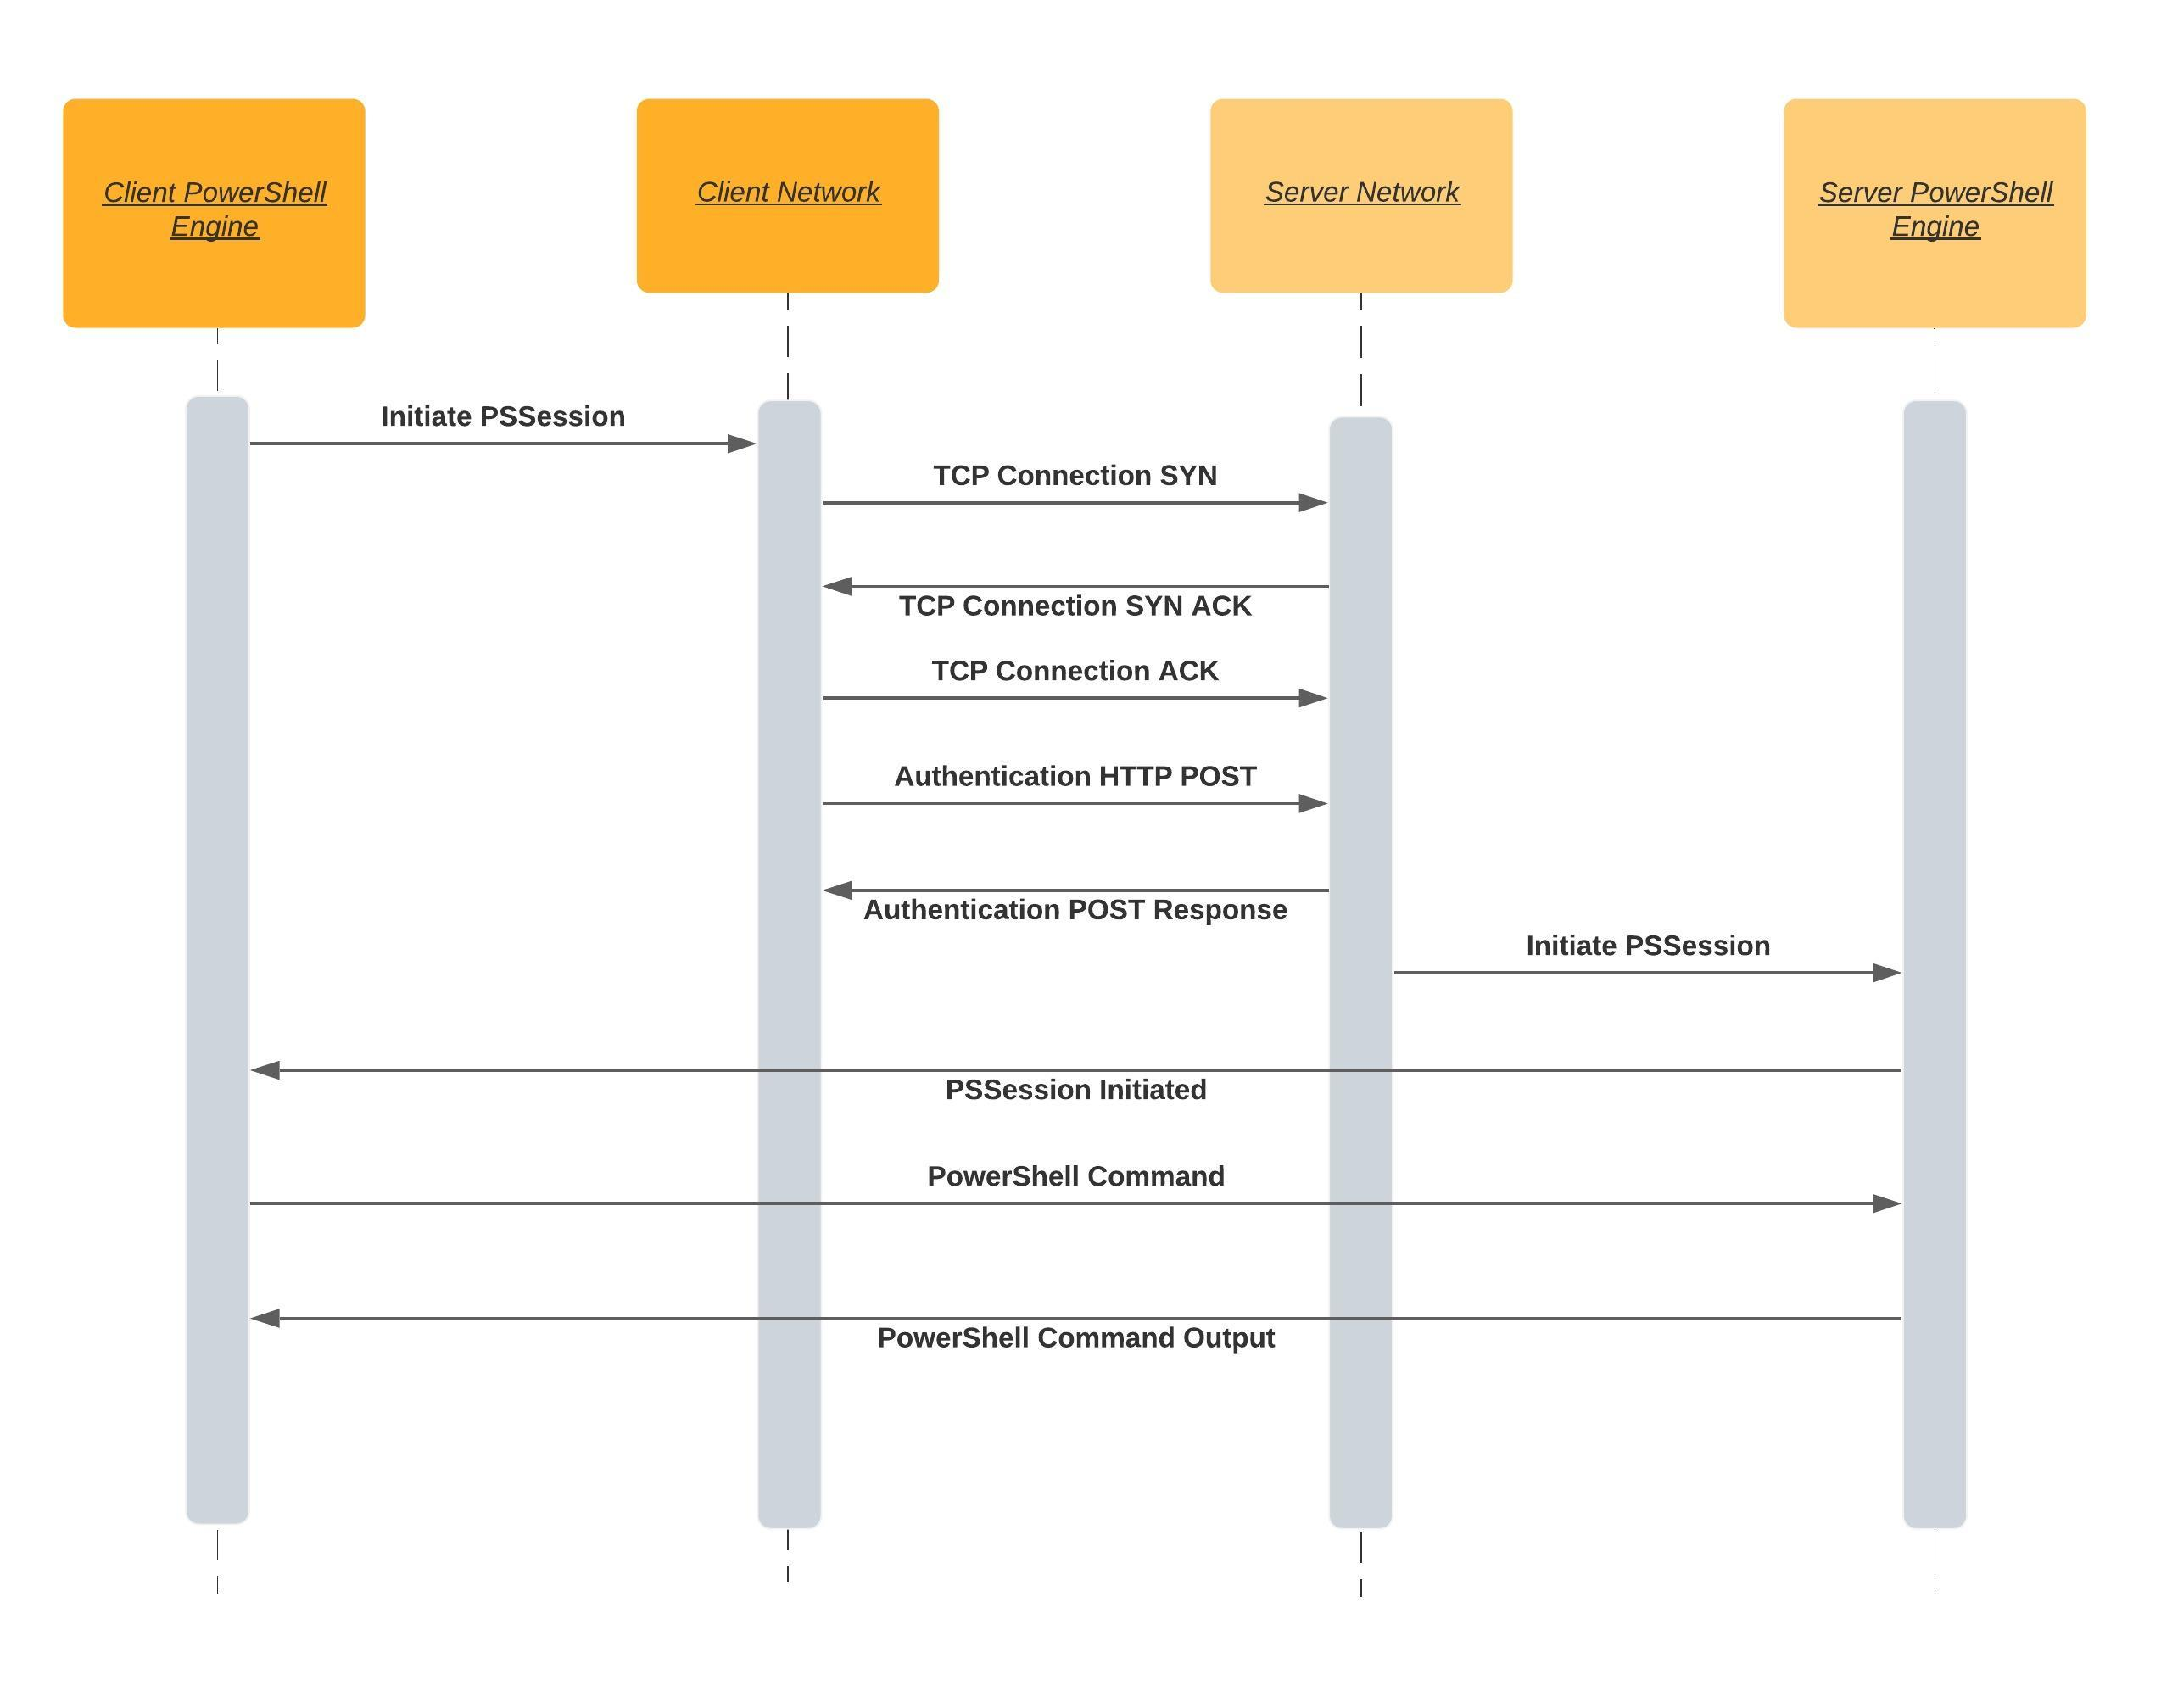 Client PowerShell
Engine
Client Network
Server Network
Server PowerShell
Engine
Initiate PSSession
TCP Connection SYN
TCP Connection SYN ACK
TCP Connection ACK
Authentication HTTP POST
Authentication POST Response
Initiate PSSession
PSSession Initiated
PowerShell Command
PowerShell Command Output